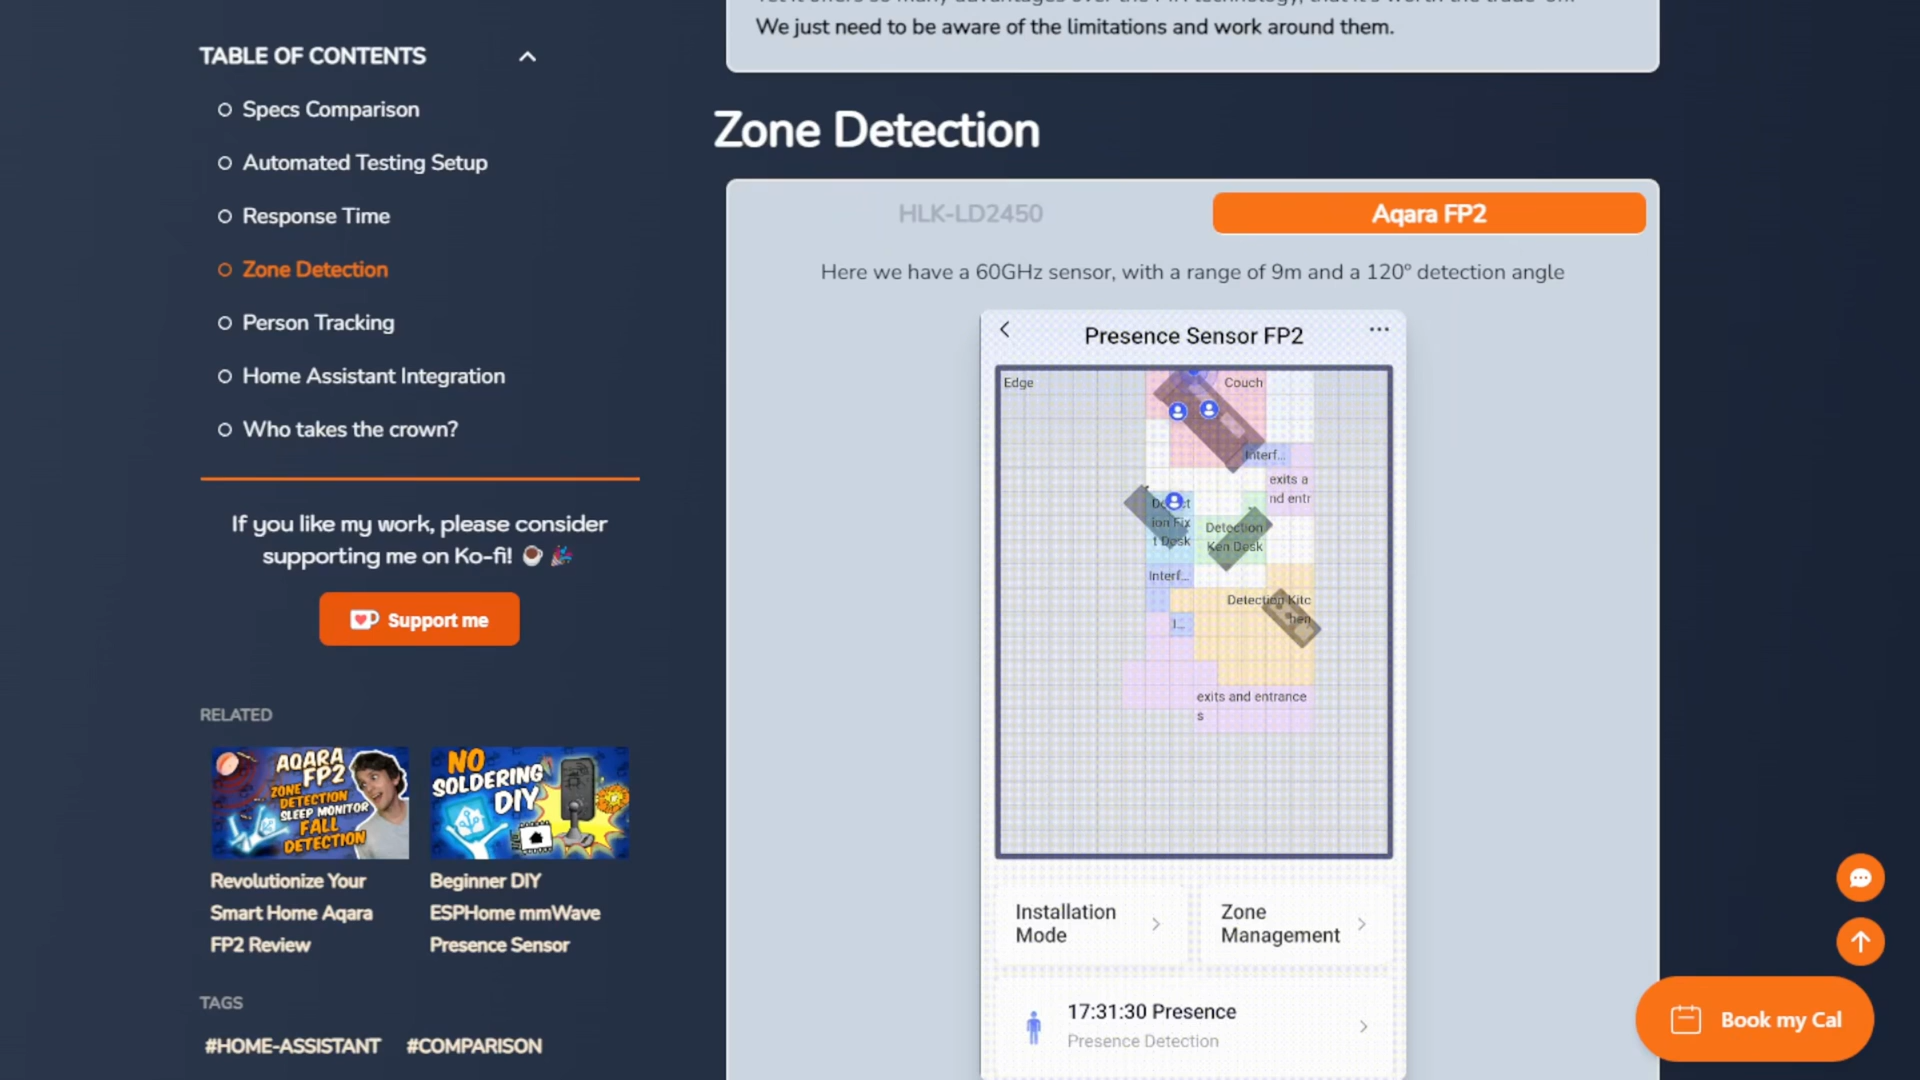 We just need to be aware of the limitations and work around them.
TABLE OF CONTENTS
Specs Comparison
Automated Testing Setup
Response Time
Zone Detection
Person Tracking
Home Assistant Integration
Who takes the crown?
If you like my work, please consider
supporting me on Ko-fi! ☕ 🎉
Support me
RELATED
AQARA
FP2
ZONE
DETECTION
SLEEP MONITOR
FALL
DETECTION
Revolutionize Your
Smart Home Aqara
FP2 Review
NO
SOLDERING
DIY
Beginner DIY
ESPHome mmWave
Presence Sensor
TAGS
#HOME-ASSISTANT #COMPARISON
Zone Detection
HLK-LD2450 Aqara FP2
Here we have a 60GHz sensor, with a range of 9m and a 120º detection angle
Presence Sensor FP2
Edge
Couch
Interf...
exits a
nd entr
ion Fix
t Desk
Detection
Ken Desk
Interf...
Detection Kitc
hen
I...
exits and entrance
s
Installation
Mode
Zone
Management
17:31:30 Presence
Presence Detection
Book my Cal